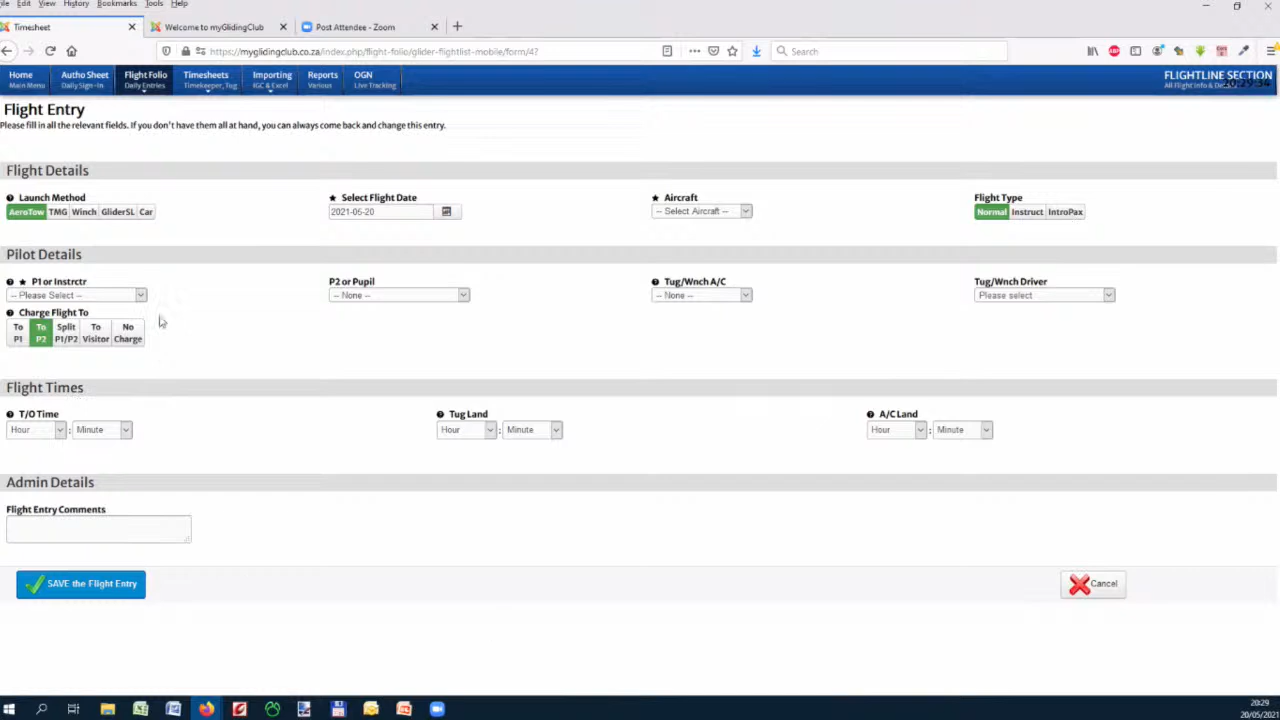 File Edit View History Bookmarks Tools Help
Timesheet
Welcome to myGlidingClub
Post Attendee - Zoom
https://myglidingclub.co.za/index.php/flight-folio/glider-flightlist-mobile/form/47
Search
Home Autho Sheet Flight Folio Timesheets Importing Reports OGN
Main Menu Daily Sign-In Daily Entries Timekeeper, Tug IGC & Excel Various Live Tracking
FLIGHTLINE SECTION
All Flight Info &
20:29:34
Flight Entry
Please fill in all the relevant fields. If you don't have them all at hand, you can always come back and change this entry.
Flight Details
Launch Method
Select Flight Date
Aircraft
Flight Type
AeroTow TMG Winch GliderSL Car
2021-05-20
-- Select Aircraft --
Normal Instruct IntroPax
Pilot Details
P1 or Instrctr
P2 or Pupil
Tug/Wnch A/C
Tug/Wnch Driver
-- Please Select --
-- None --
-- None --
Please select
Charge Flight To
To P1
To P2
Split P1/P2
To Visitor
No Charge
Flight Times
T/O Time
Tug Land
A/C Land
Hour : Minute
Hour : Minute
Hour : Minute
Admin Details
Flight Entry Comments
SAVE the Flight Entry
Cancel
20:29
20/05/2021